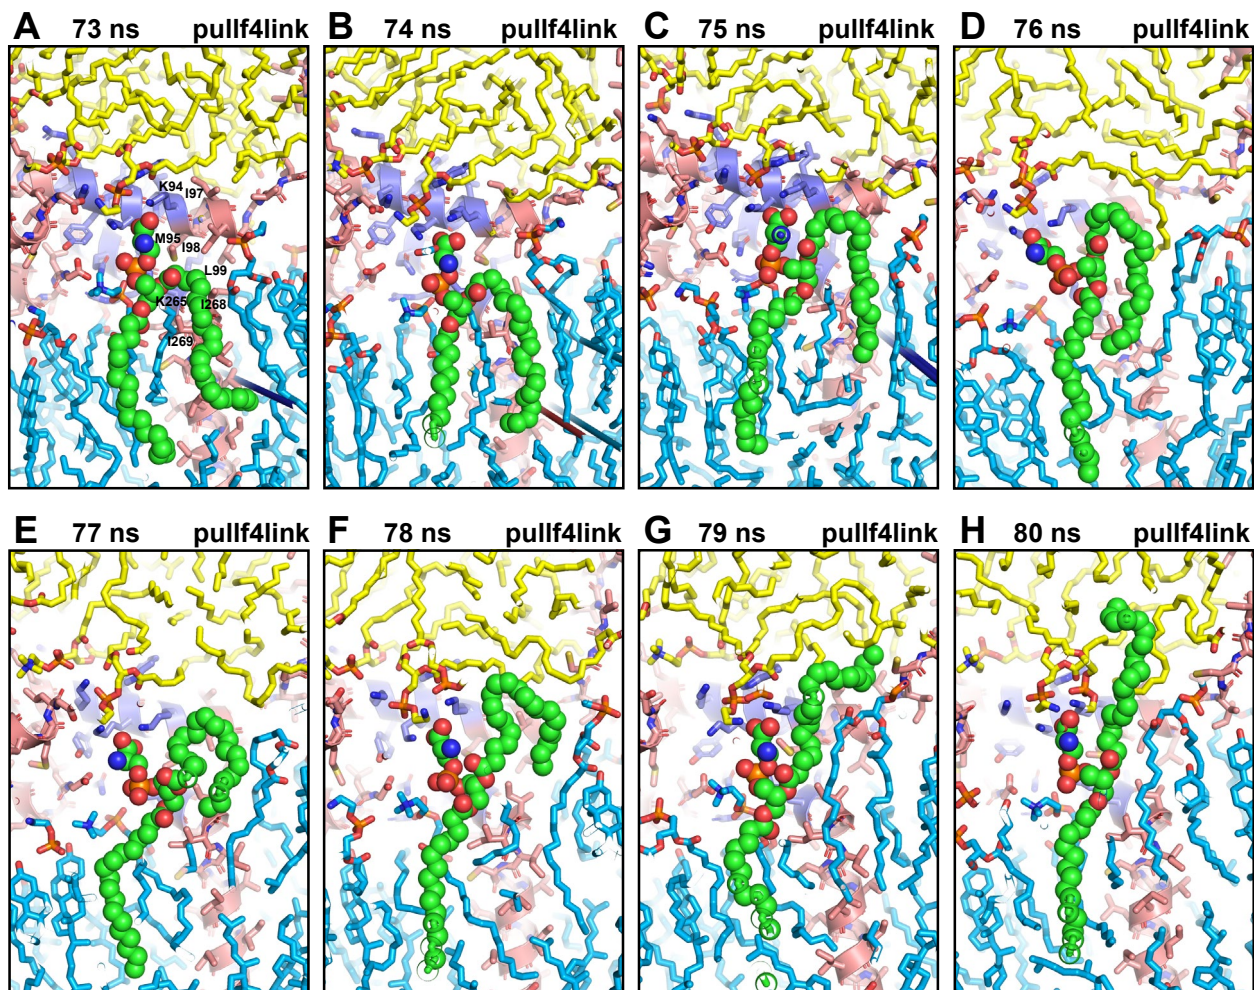 A 73 ns pullf4link
B 74 ns pullf4link
C 75 ns pullf4link
D 76 ns pullf4link
K94 I97
M95 I98
L99
K265 I268
I269
E 77 ns pullf4link
F 78 ns pullf4link
G 79 ns pullf4link
H 80 ns pullf4link